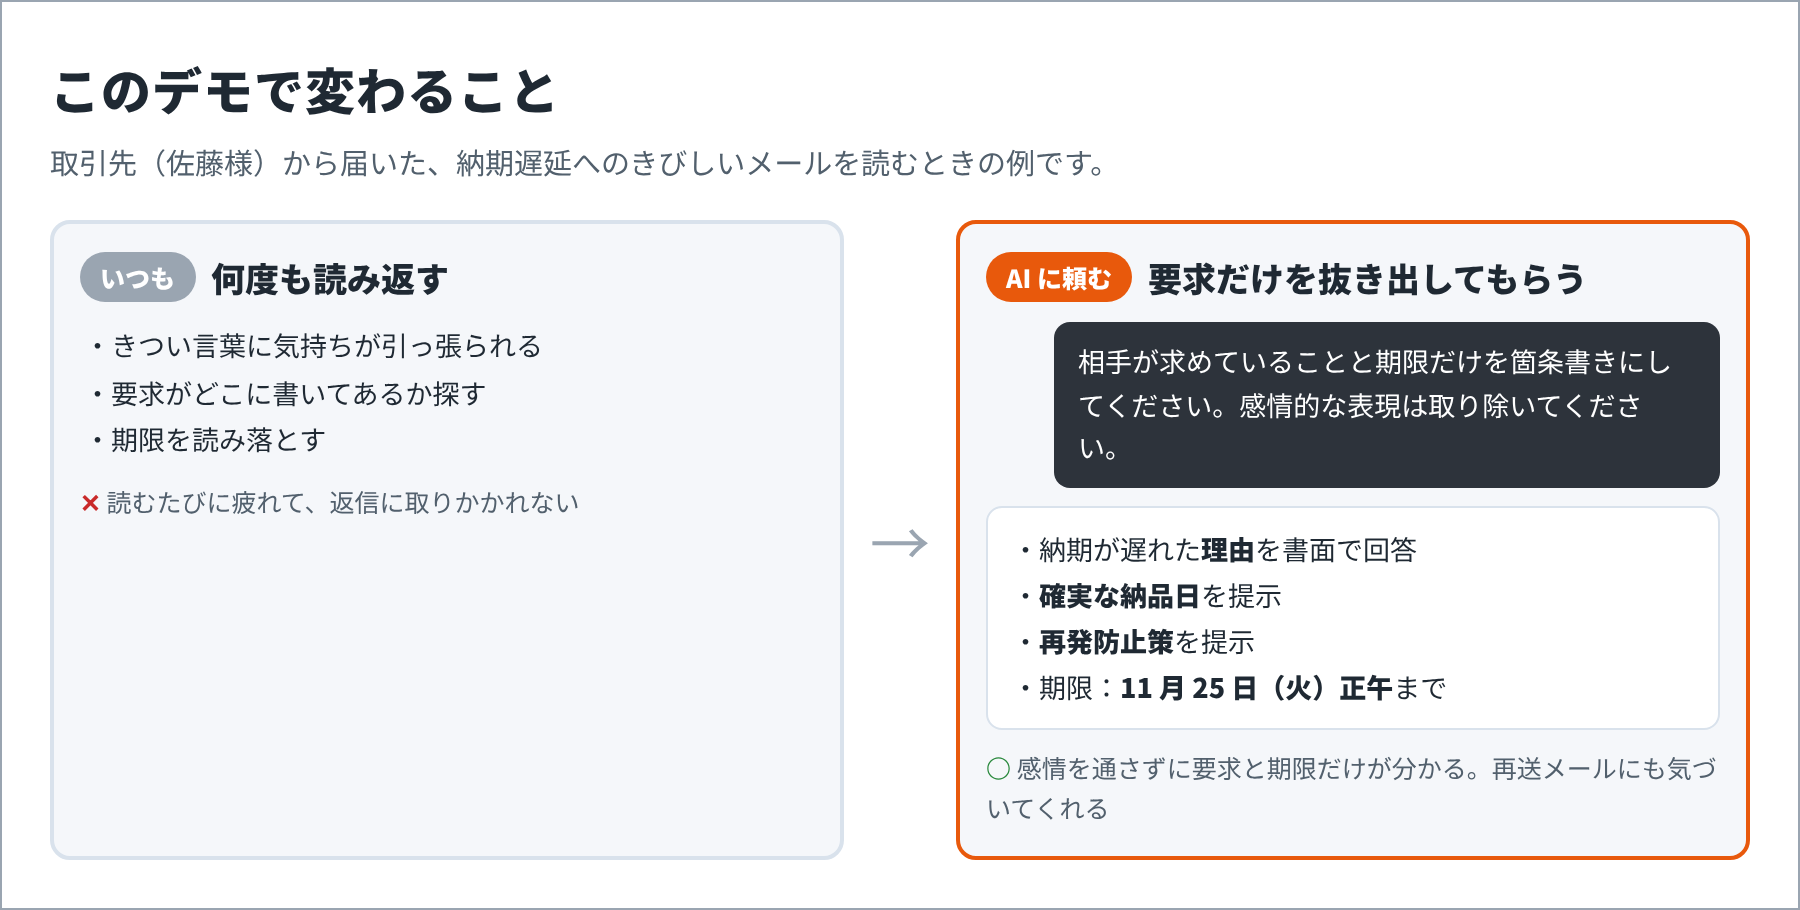 このデモで変わること
取引先（佐藤様）から届いた、納期遅延へのきびしいメールを読むときの例です。
いつも 何度も読み返す
・きつい言葉に気持ちが引っ張られる
・要求がどこに書いてあるか探す
・期限を読み落とす
✕ 読むたびに疲れて、返信に取りかかれない
→
AI に頼む 要求だけを抜き出してもらう
相手が求めていることと期限だけを箇条書きにし
てください。感情的な表現は取り除いてくださ
い。
・納期が遅れた理由を書面で回答
・確実な納品日を提示
・再発防止策を提示
・期限：11 月 25 日（火）正午まで
○ 感情を通さずに要求と期限だけが分かる。再送メールにも気づ
いてくれる